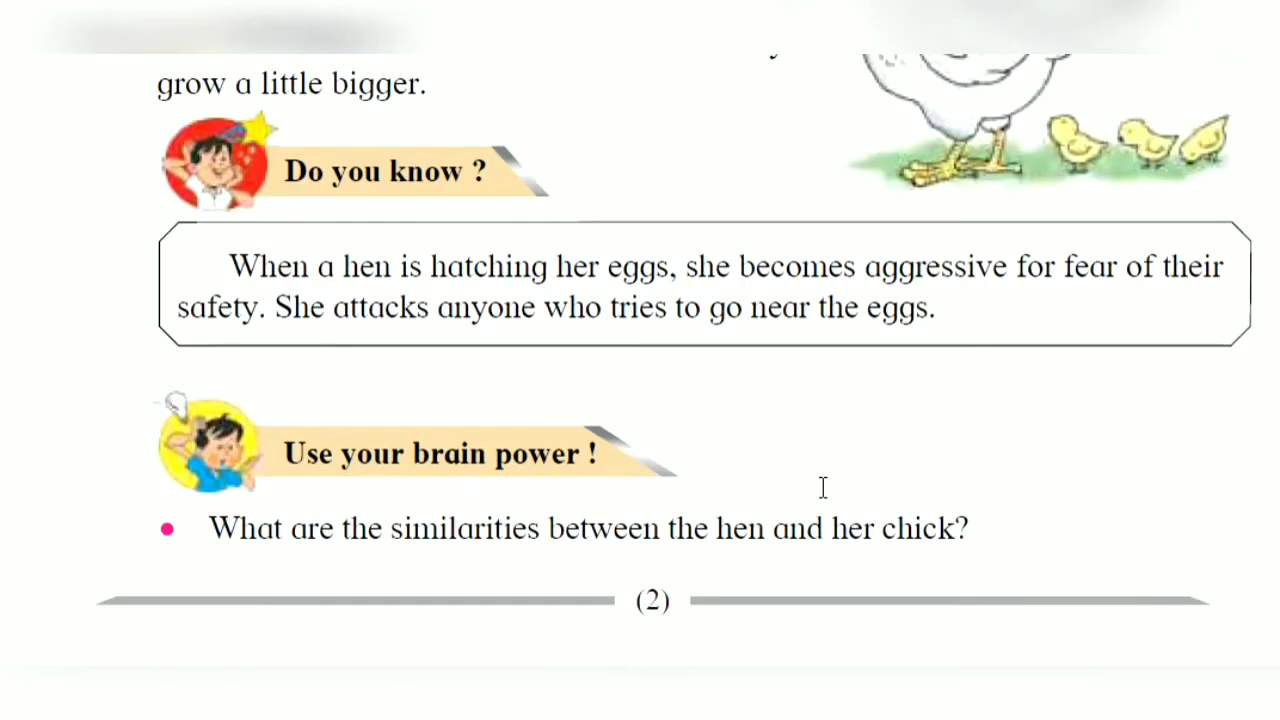 grow a little bigger.
Do you know ?
When a hen is hatching her eggs, she becomes aggressive for fear of their
safety. She attacks anyone who tries to go near the eggs.
Use your brain power !
• What are the similarities between the hen and her chick?
(2)